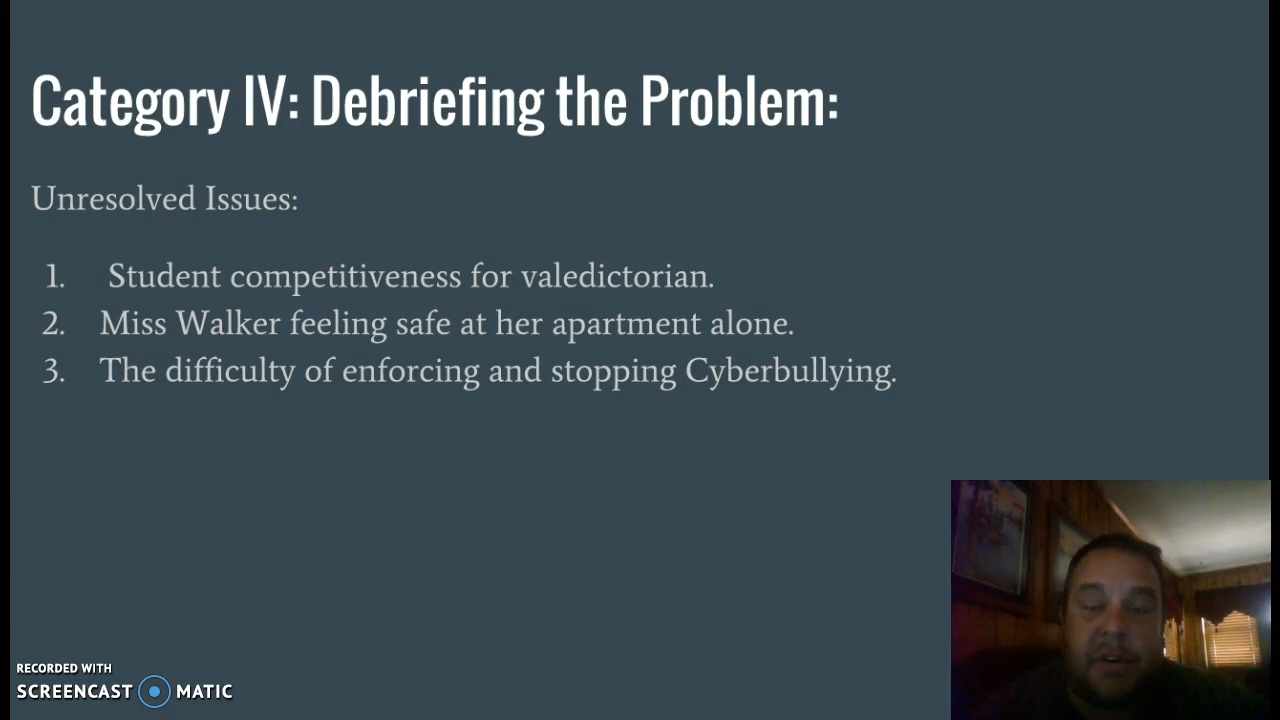 Category IV: Debriefing the Problem:
Unresolved Issues:
1. Student competitiveness for valedictorian.
2. Miss Walker feeling safe at her apartment alone.
3. The difficulty of enforcing and stopping Cyberbullying.
RECORDED WITH
SCREENCAST MATIC